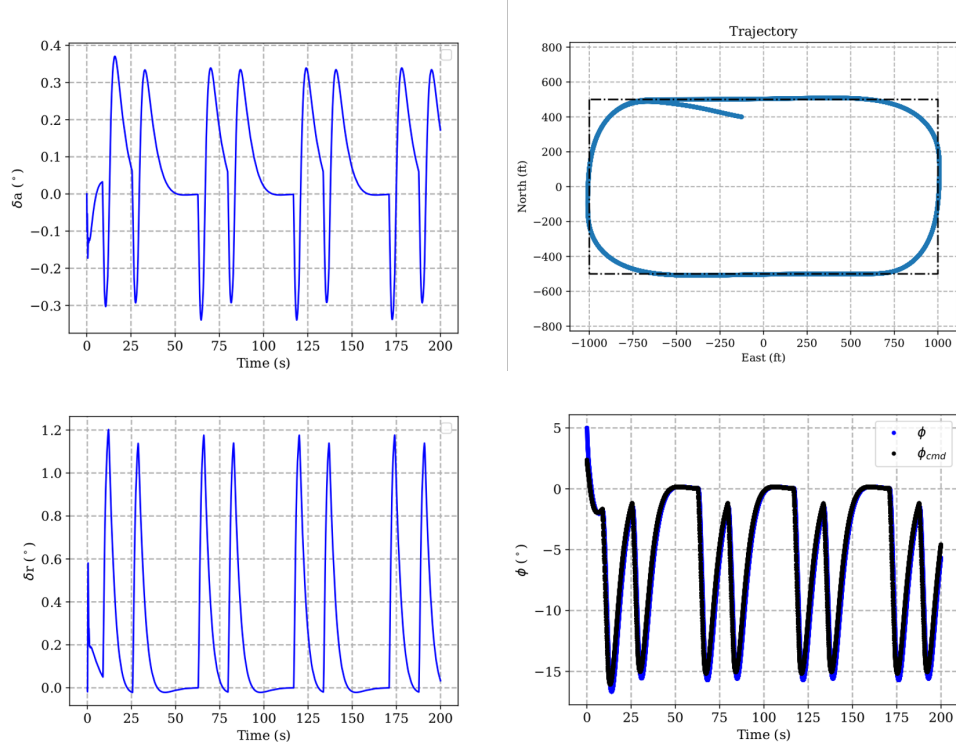 0.4
0.3
0.2
0.1
0.0
−0.1
−0.2
−0.3
δa (°)
0 25 50 75 100 125 150 175 200
Time (s)
Trajectory
800
600
400
200
0
−200
−400
−600
−800
North (ft)
−1000 −750 −500 −250 0 250 500 750 1000
East (ft)
1.2
1.0
0.8
0.6
0.4
0.2
0.0
δr (°)
0 25 50 75 100 125 150 175 200
Time (s)
5
0
−5
−10
−15
ϕ (°)
ϕ
ϕcmd
0 25 50 75 100 125 150 175 200
Time (s)